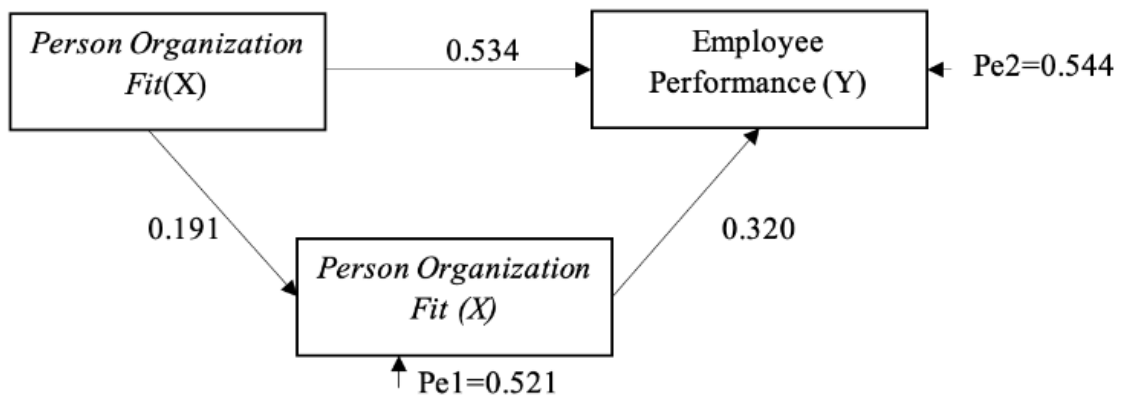 Person Organization
Fit(X)
0.534
Employee
Performance (Y)
Pe2=0.544
0.191
0.320
Person Organization
Fit (X)
Pe1=0.521